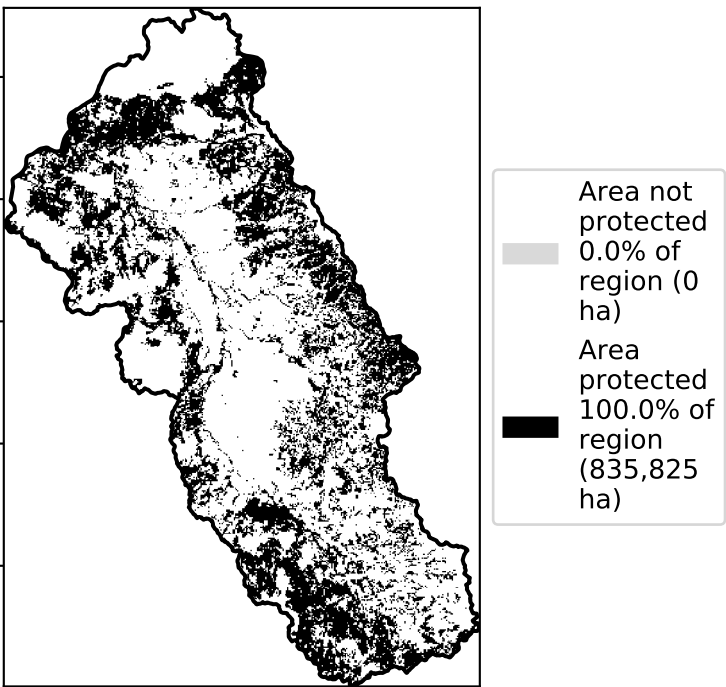 Area not
protected
0.0% of
region (0
ha)
Area
protected
100.0% of
region
(835,825
ha)